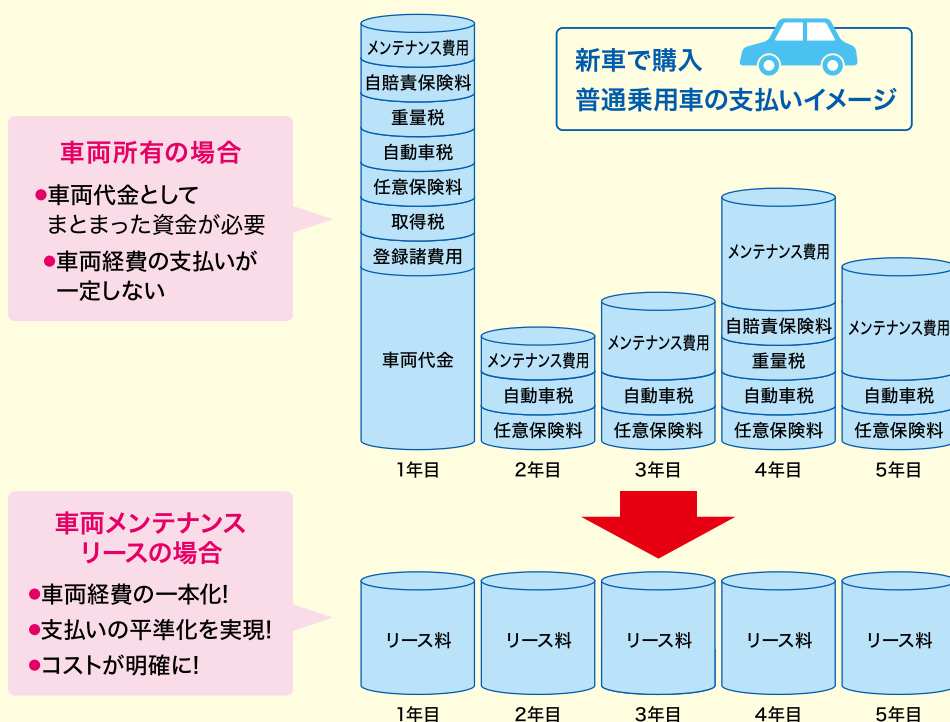 新車で購入
普通乗用車の支払いイメージ
車両所有の場合
●車両代金として
まとまった資金が必要
●車両経費の支払いが
一定しない
メンテナンス費用
自賠責保険料
重量税
自動車税
任意保険料
取得税
登録諸費用
車両代金
1年目
メンテナンス費用
自動車税
任意保険料
2年目
メンテナンス費用
自動車税
任意保険料
3年目
メンテナンス費用
自賠責保険料
重量税
自動車税
任意保険料
4年目
メンテナンス費用
自動車税
任意保険料
5年目
車両メンテナンス
リースの場合
●車両経費の一本化!
●支払いの平準化を実現!
●コストが明確に!
リース料
1年目
リース料
2年目
リース料
3年目
リース料
4年目
リース料
5年目